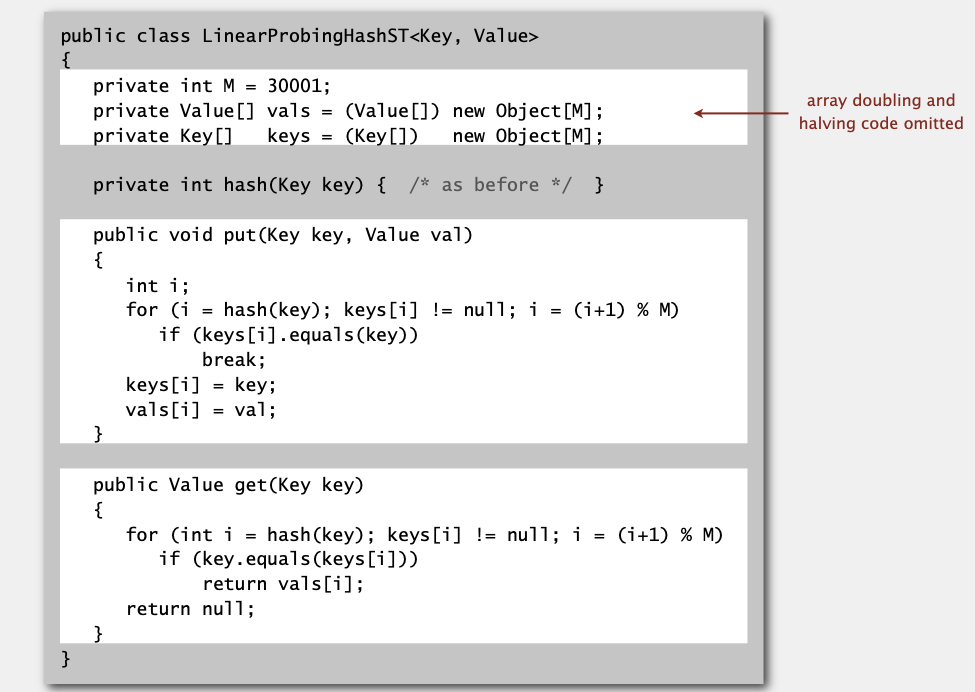 public class LinearProbingHashST<Key, Value>
{
   private int M = 30001;
   private Value[] vals = (Value[]) new Object[M];
   private Key[]   keys = (Key[])   new Object[M];
array doubling and
halving code omitted
   private int hash(Key key) {  /* as before */  }
   public void put(Key key, Value val)
   {
      int i;
      for (i = hash(key); keys[i] != null; i = (i+1) % M)
         if (keys[i].equals(key))
             break;
      keys[i] = key;
      vals[i] = val;
   }
   public Value get(Key key)
   {
      for (int i = hash(key); keys[i] != null; i = (i+1) % M)
         if (key.equals(keys[i]))
             return vals[i];
      return null;
   }
}